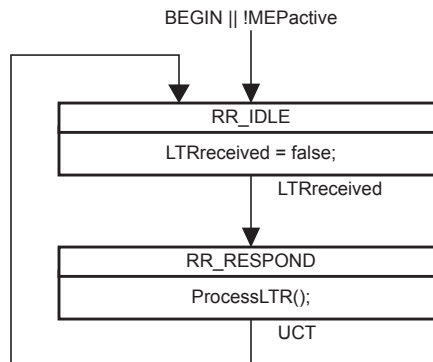 BEGIN || !MEPactive
RR_IDLE
LTRreceived = false;
LTRreceived
RR_RESPOND
ProcessLTR();
UCT